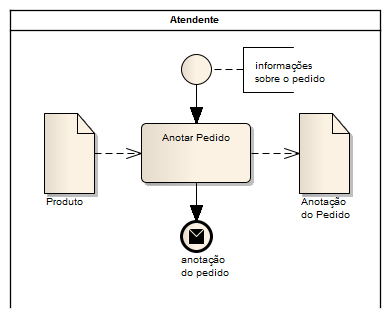 Atendente
informações
sobre o pedido
Anotar Pedido
Produto
Anotação
do Pedido
anotação
do pedido